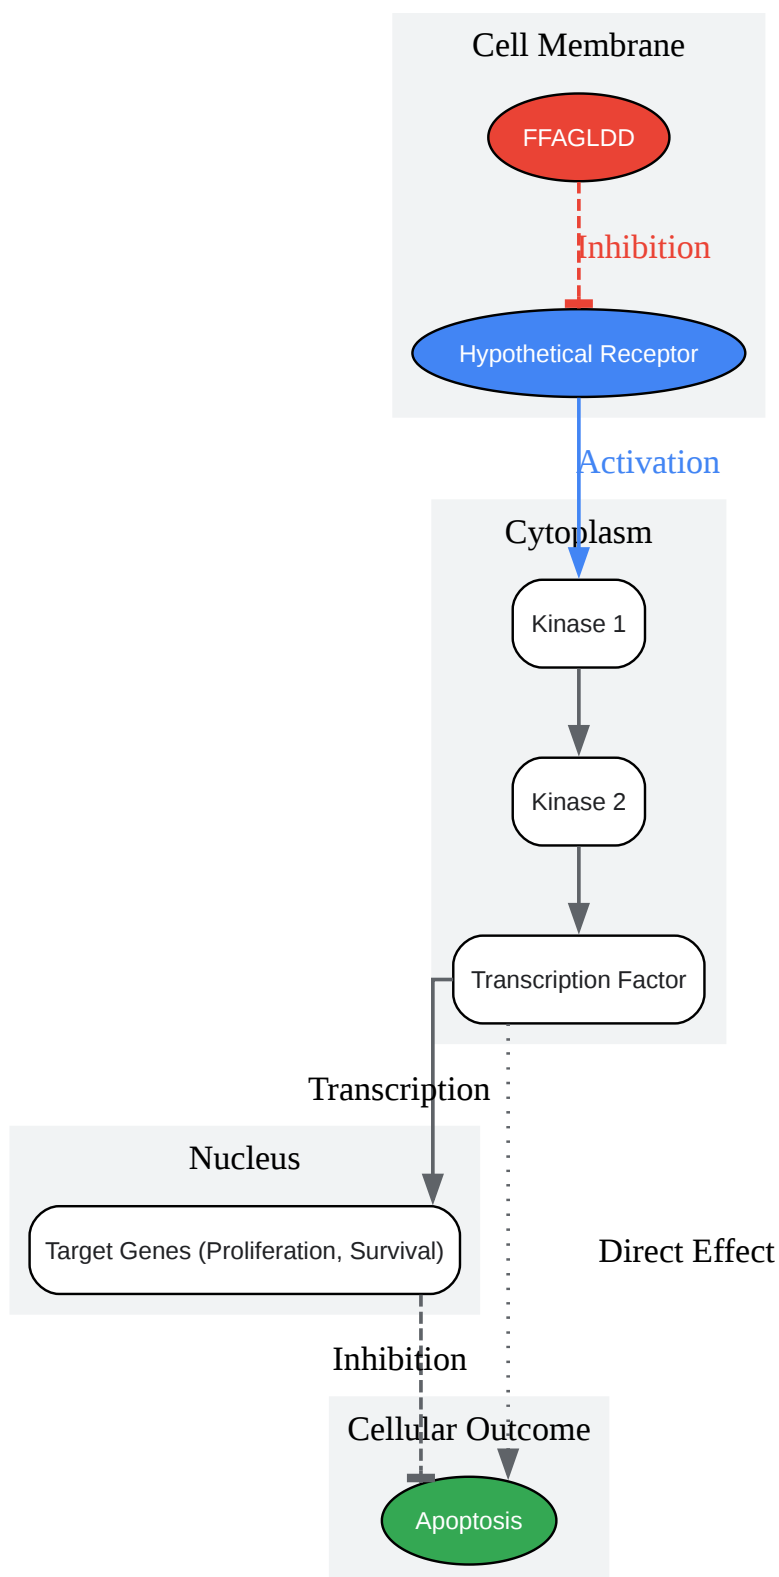 Cell Membrane
FFAGLDD
Inhibition
Hypothetical Receptor
Activation
Cytoplasm
Kinase 1
Kinase 2
Transcription Factor
Transcription
Nucleus
Target Genes (Proliferation, Survival)
Direct Effect
Inhibition
Cellular Outcome
Apoptosis